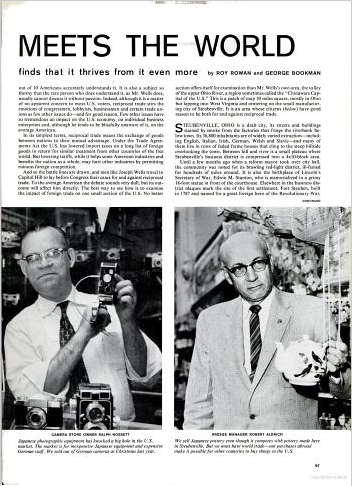 MEETS THE WORLD
finds that it thrives from it even more by ROY ROWAN and GEORGE BOOKMAN
out of 10 Americans accurately understands it. It is also a subject so
thorny that the rare person who does understand it, as Mr. Wells does,
usually cannot discuss it without passion. Indeed, although it is a matter
of no apparent concern to most U.S. voters, reciprocal trade stirs the
emotions of congressmen, lobbyists, businessmen and certain trade un-
ions as few other issues do—and for good reason. Few other issues have
so tremendous an impact on the U.S. economy, on individual business
enterprises and, although he tends to be blissfully unaware of it, on the
average American.
In its simplest terms, reciprocal trade means the exchange of goods
between nations to their mutual advantage. Under the Trade Agree-
ments Act the U.S. has lowered import taxes on a long list of foreign
goods in return for similar treatment from other countries of the free
world. But lowering tariffs, while it helps some American industries and
benefits the nation as a whole, may hurt other industries by permitting
ruinous foreign competition.
And so the battle lines are drawn, and men like Joseph Wells travel to
Capitol Hill to lay before Congress their cases for and against reciprocal
trade. To the average American the debate sounds very dull, but its out-
come will affect him directly. The best way to see how is to examine
the impact of foreign trade on one small section of the U.S. No better
section offers itself for examination than Mr. Wells's own area, the valley
of the upper Ohio River, a region sometimes called the "Chinaware Cap-
ital of the U.S." This is a patch of some 50 square miles, mostly in Ohio
but lapping into West Virginia and centering on the small manufactur-
ing city of Steubenville. It is an area whose citizens (below) have good
reason to be both for and against reciprocal trade.
STEUBENVILLE, OHIO is a drab city, its streets and buildings
stained by smoke from the factories that fringe the riverbank be-
low town. Its 36,000 inhabitants are of widely varied extraction—includ-
ing English, Italian, Irish, German, Welsh and Slavic—and many of
them live in rows of faded frame houses that cling to the steep hillside
overlooking the town. Between hill and river is a small plateau where
Steubenville's business district is compressed into a 6x10-block area.
Until a few months ago when a reform mayor took over city hall,
the community was noted for its brawling red light district, ill-famed
for hundreds of miles around. It is also the birthplace of Lincoln's
Secretary of War, Edwin M. Stanton, who is memorialized in a grimy
10-foot statue in front of the courthouse. Elsewhere in the business dis-
trict plaques mark the site of the first settlement, Fort Steuben, built
in 1787 and named for a great foreign hero of the Revolutionary War.
CONTINUED
CAMERA STORE OWNER RALPH NOSSETT
Japanese photographic equipment has knocked a big hole in the U.S.
market. The market is for inexpensive Japanese equipment and expensive
German stuff. We sold out of German cameras at Christmas last year.
KRESGE MANAGER ROBERT ALDRICH
We sell Japanese pottery even though it competes with pottery made here
in Steubenville. But we must have world trade—our purchases abroad
make it possible for other countries to buy things in the U.S.
97